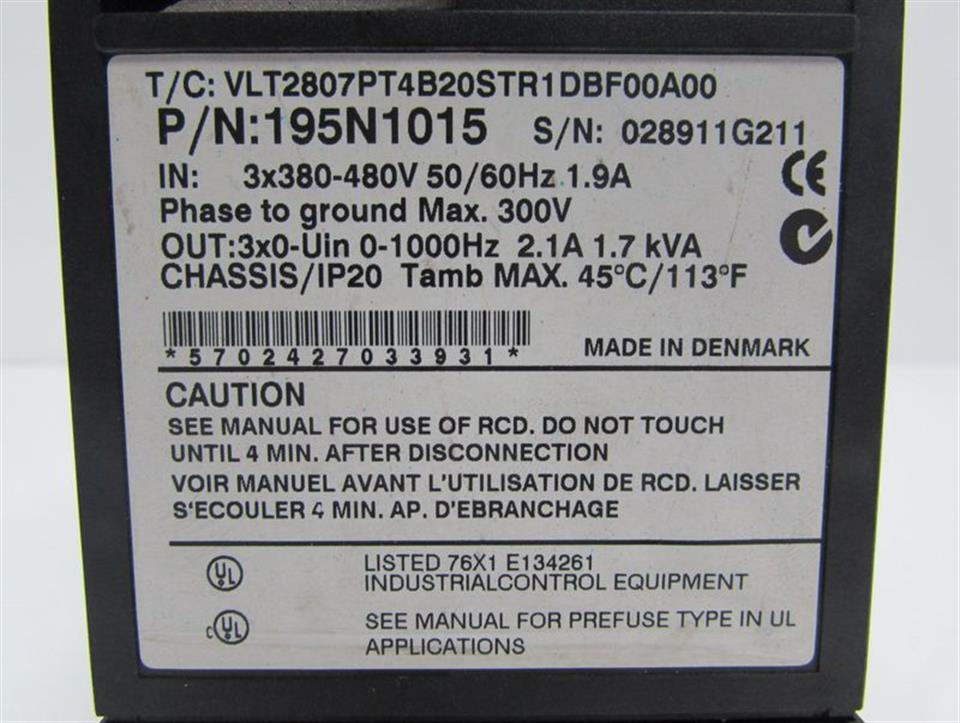 T/C: VLT2807PT4B20STR1DBF00A00
P/N:195N1015 S/N: 028911G211
IN: 3x380-480V 50/60Hz 1.9A
Phase to ground Max. 300V
OUT:3x0-Uin 0-1000Hz 2.1A 1.7 kVA
CHASSIS/IP20 Tamb MAX. 45°C/113°F
CE
*5702427033931*
MADE IN DENMARK
CAUTION
SEE MANUAL FOR USE OF RCD. DO NOT TOUCH
UNTIL 4 MIN. AFTER DISCONNECTION
VOIR MANUEL AVANT L'UTILISATION DE RCD. LAISSER
S'ECOULER 4 MIN. AP. D'EBRANCHAGE
UL LISTED 76X1 E134261
INDUSTRIALCONTROL EQUIPMENT
c UL SEE MANUAL FOR PREFUSE TYPE IN UL
APPLICATIONS